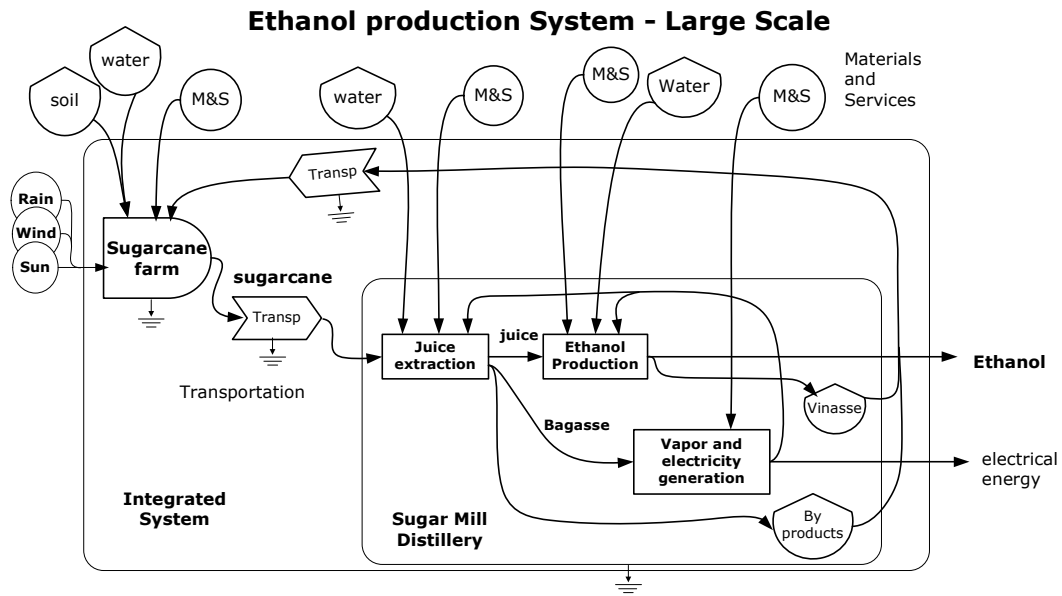 Ethanol production System - Large Scale
water
soil
M&S
water
M&S
M&S
Water
M&S
Materials
and
Services
Transp
Rain
Wind
Sun
Sugarcane
farm
sugarcane
Transp
Transportation
Juice
extraction
juice
Ethanol
Production
Ethanol
Vinasse
Bagasse
Vapor and
electricity
generation
electrical
energy
Integrated
System
Sugar Mill
Distillery
By
products